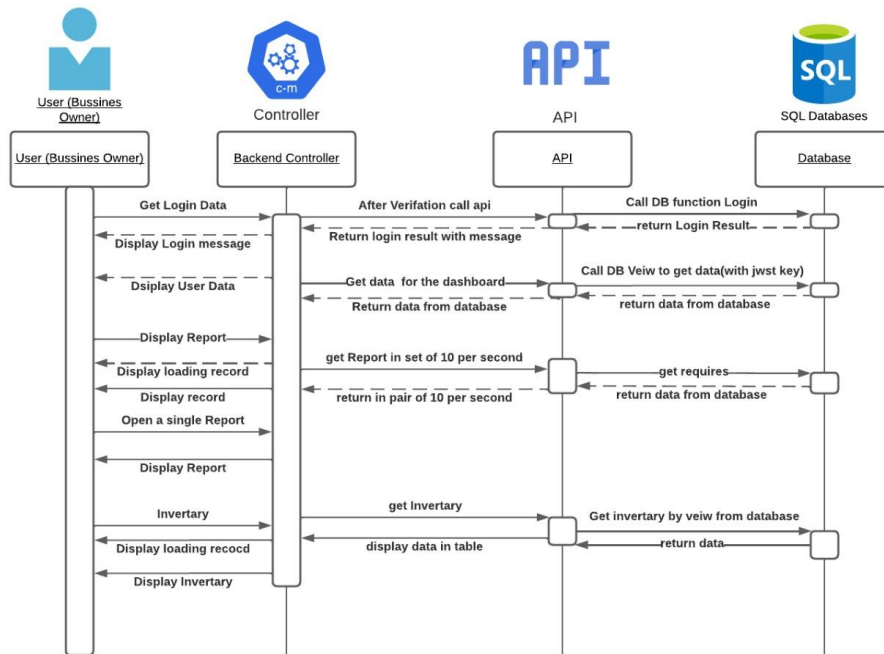 c-m
API
SQL
User (Bussines
Owner)
Controller
API
SQL Databases
User (Bussines Owner)
Backend Controller
API
Database
Get Login Data
After Verifation call api
Call DB function Login
Display Login message
Return login result with message
return Login Result
Dsiplay User Data
Get data for the dashboard
Call DB Veiw to get data(with jwst key)
Return data from database
return data from database
Display Report
Display loading record
get Report in set of 10 per second
get requires
Display record
return in pair of 10 per second
return data from database
Open a single Report
Display Report
Invertary
get Invertary
Get invertary by veiw from database
Display loading rececd
display data in table
return data
Display Invertary